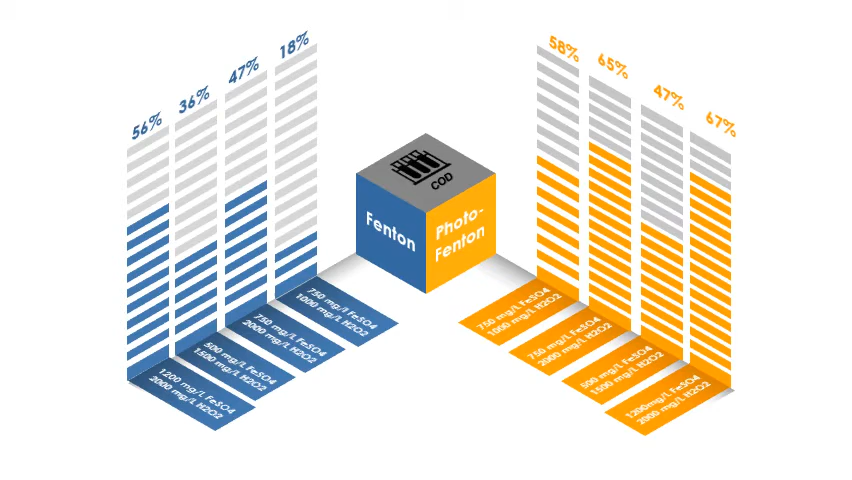 56%
36%
47%
18%
58%
65%
47%
67%
COD
Fenton
Photo-
Fenton
750 mg/l FeSO4
1000 mg/l H2O2
750 mg/l FeSO4
2000 mg/l H2O2
500 mg/l FeSO4
1500 mg/l H2O2
1200 mg/l FeSO4
2000 mg/l H2O2
750 mg/l FeSO4
1000 mg/l H2O2
750 mg/l FeSO4
2000 mg/l H2O2
500 mg/l FeSO4
1500 mg/l H2O2
1200mg/l FeSO4
2000 mg/l H2O2